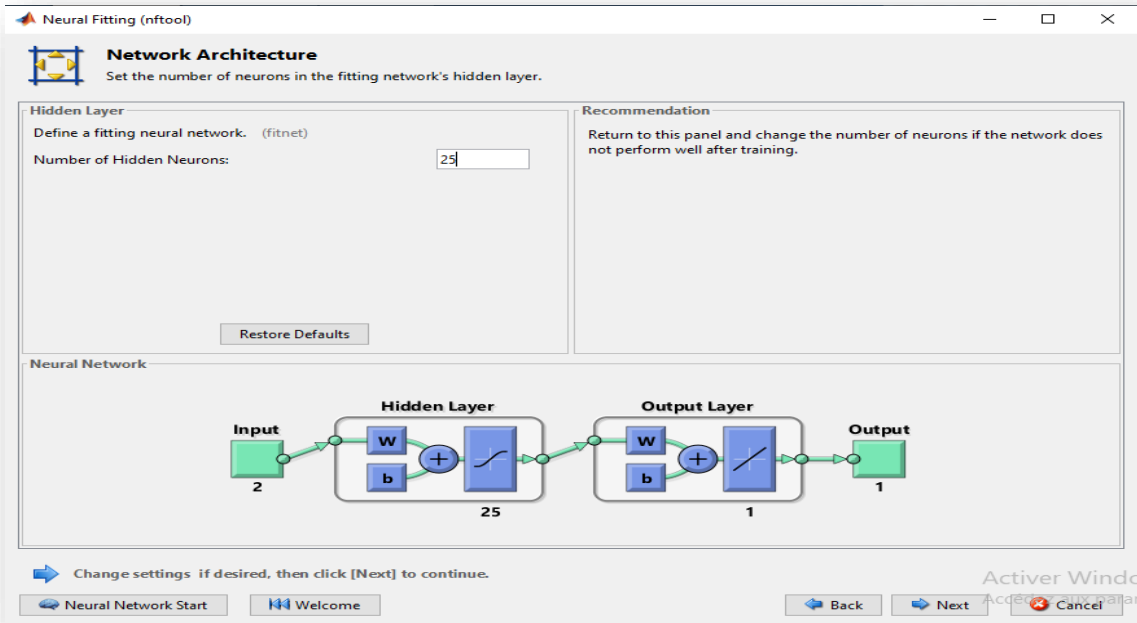 Neural Fitting (nftool)
Network Architecture
Set the number of neurons in the fitting network's hidden layer.
Hidden Layer
Define a fitting neural network. (fitnet)
Number of Hidden Neurons: 25
Restore Defaults
Recommendation
Return to this panel and change the number of neurons if the network does
not perform well after training.
Neural Network
Hidden Layer
Output Layer
Input
Output
W
b
W
b
2
25
1
1
Change settings if desired, then click [Next] to continue.
Activer Windo
Accédez aux para
Neural Network Start
Welcome
Back
Next
Cancel